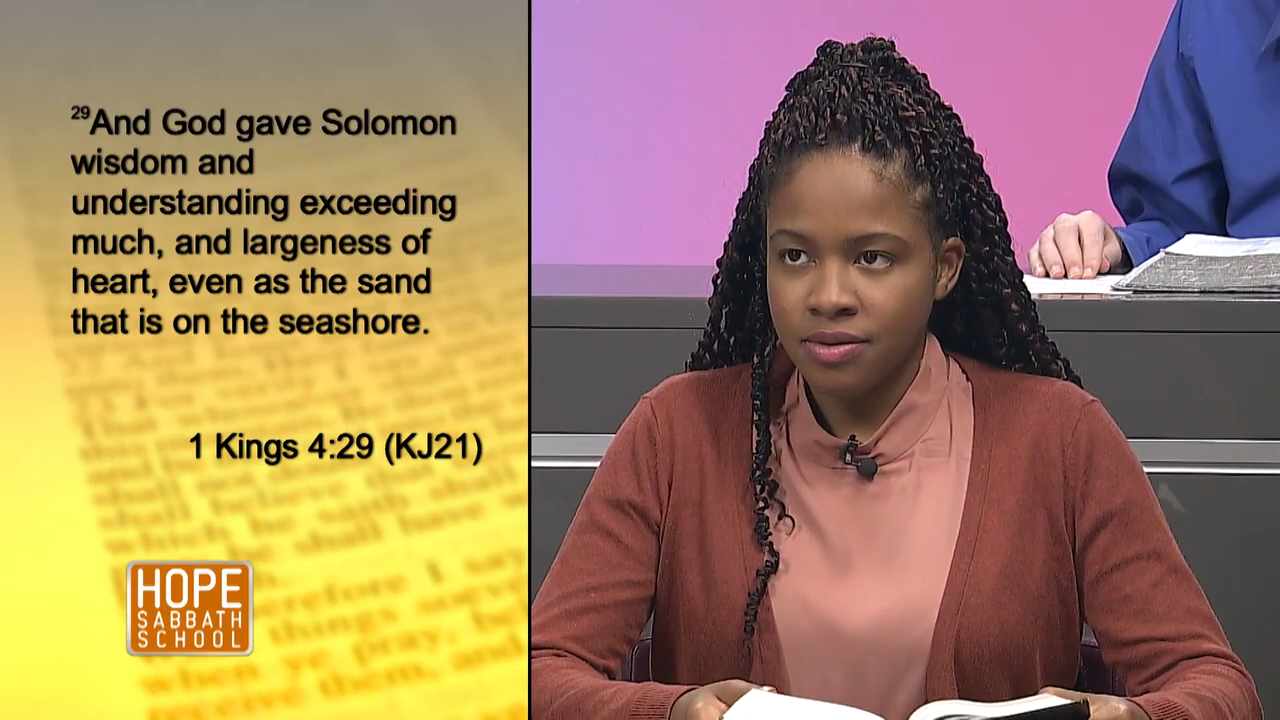 29And God gave Solomon
wisdom and
understanding exceeding
much, and largeness of
heart, even as the sand
that is on the seashore.
1 Kings 4:29 (KJ21)
HOPE
SABBATH
SCHOOL